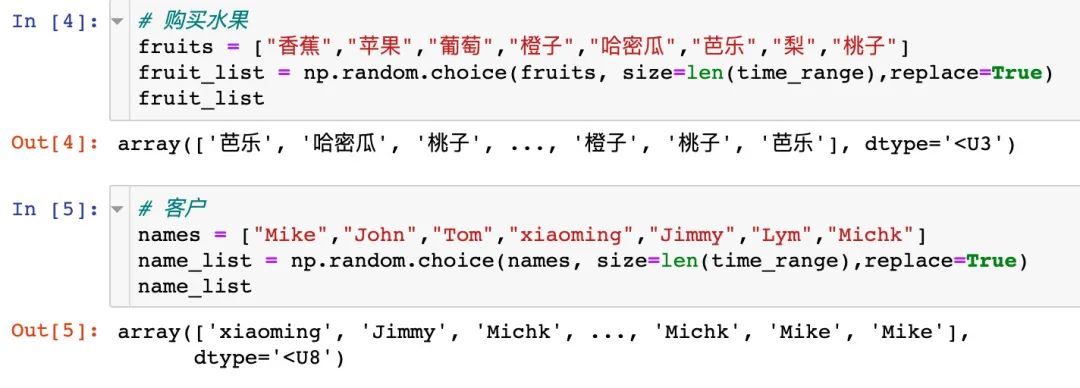 In [4]: # 购买水果
fruits = ["香蕉","苹果","葡萄","橙子","哈密瓜","芭乐","梨","桃子"]
fruit_list = np.random.choice(fruits, size=len(time_range),replace=True)
fruit_list
Out[4]: array(['芭乐', '哈密瓜', '桃子', ..., '橙子', '桃子', '芭乐'], dtype='<U3')
In [5]: # 客户
names = ["Mike","John","Tom","xiaoming","Jimmy","Lym","Michk"]
name_list = np.random.choice(names, size=len(time_range),replace=True)
name_list
Out[5]: array(['xiaoming', 'Jimmy', 'Michk', ..., 'Michk', 'Mike', 'Mike'],
dtype='<U8')